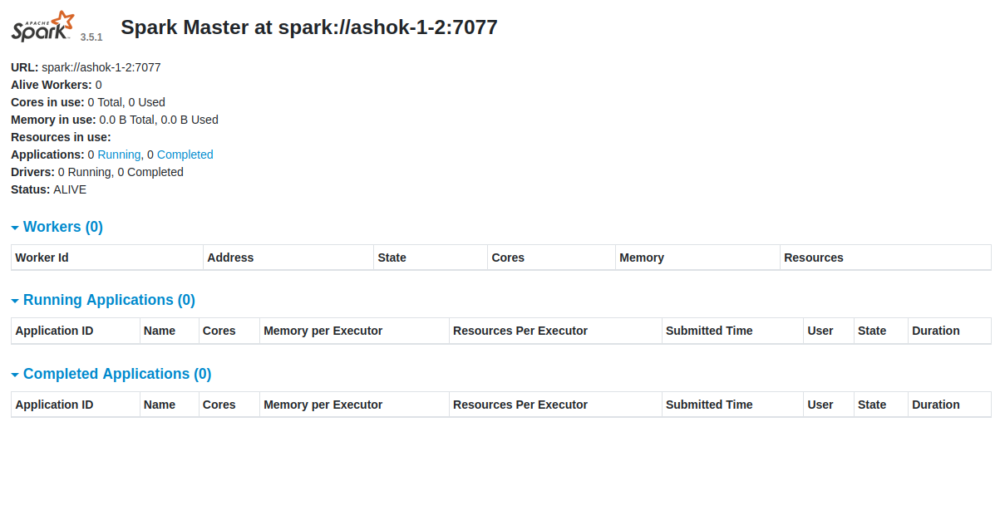 APACHE
Spark 3.5.1 Spark Master at spark://ashok-1-2:7077
URL: spark://ashok-1-2:7077
Alive Workers: 0
Cores in use: 0 Total, 0 Used
Memory in use: 0.0 B Total, 0.0 B Used
Resources in use:
Applications: 0 Running, 0 Completed
Drivers: 0 Running, 0 Completed
Status: ALIVE
Workers (0)
Worker Id Address State Cores Memory Resources
Running Applications (0)
Application ID Name Cores Memory per Executor Resources Per Executor Submitted Time User State Duration
Completed Applications (0)
Application ID Name Cores Memory per Executor Resources Per Executor Submitted Time User State Duration